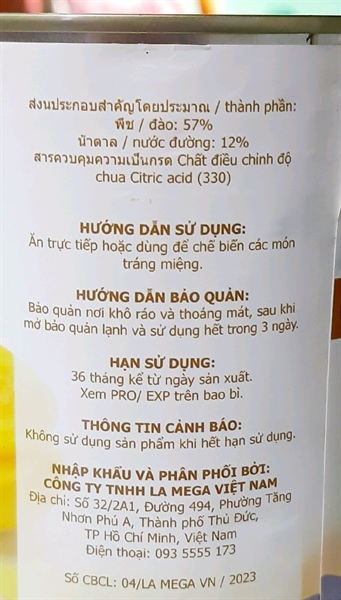 ส่งนประกอบสำคัญโดยประมาณ / thành phần:
พืช / đào: 57%
น้ำตาล / nước đường: 12%
สารควบคุมความเป็นกรด Chất điều chỉnh độ
chua Citric acid (330)
HƯỚNG DẪN SỬ DỤNG:
Ăn trực tiếp hoặc dùng để chế biến các món
tráng miệng.
HƯỚNG DẪN BẢO QUẢN:
Bảo quản nơi khô ráo và thoáng mát, sau khi
mở bảo quản lạnh và sử dụng hết trong 3 ngày.
HẠN SỬ DỤNG:
36 tháng kể từ ngày sản xuất.
Xem PRO/ EXP trên bao bì.
THÔNG TIN CẢNH BÁO:
Không sử dụng sản phẩm khi hết hạn sử dụng.
NHẬP KHẨU VÀ PHÂN PHỐI BỞI:
CÔNG TY TNHH LA MEGA VIỆT NAM
Địa chỉ: Số 32/2A1, Đường 494, Phường Tăng
Nhơn Phú A, Thành phố Thủ Đức,
TP Hồ Chí Minh, Việt Nam
Điện thoại: 093 5555 173
Số CBCL: 04/LA MEGA VN / 2023